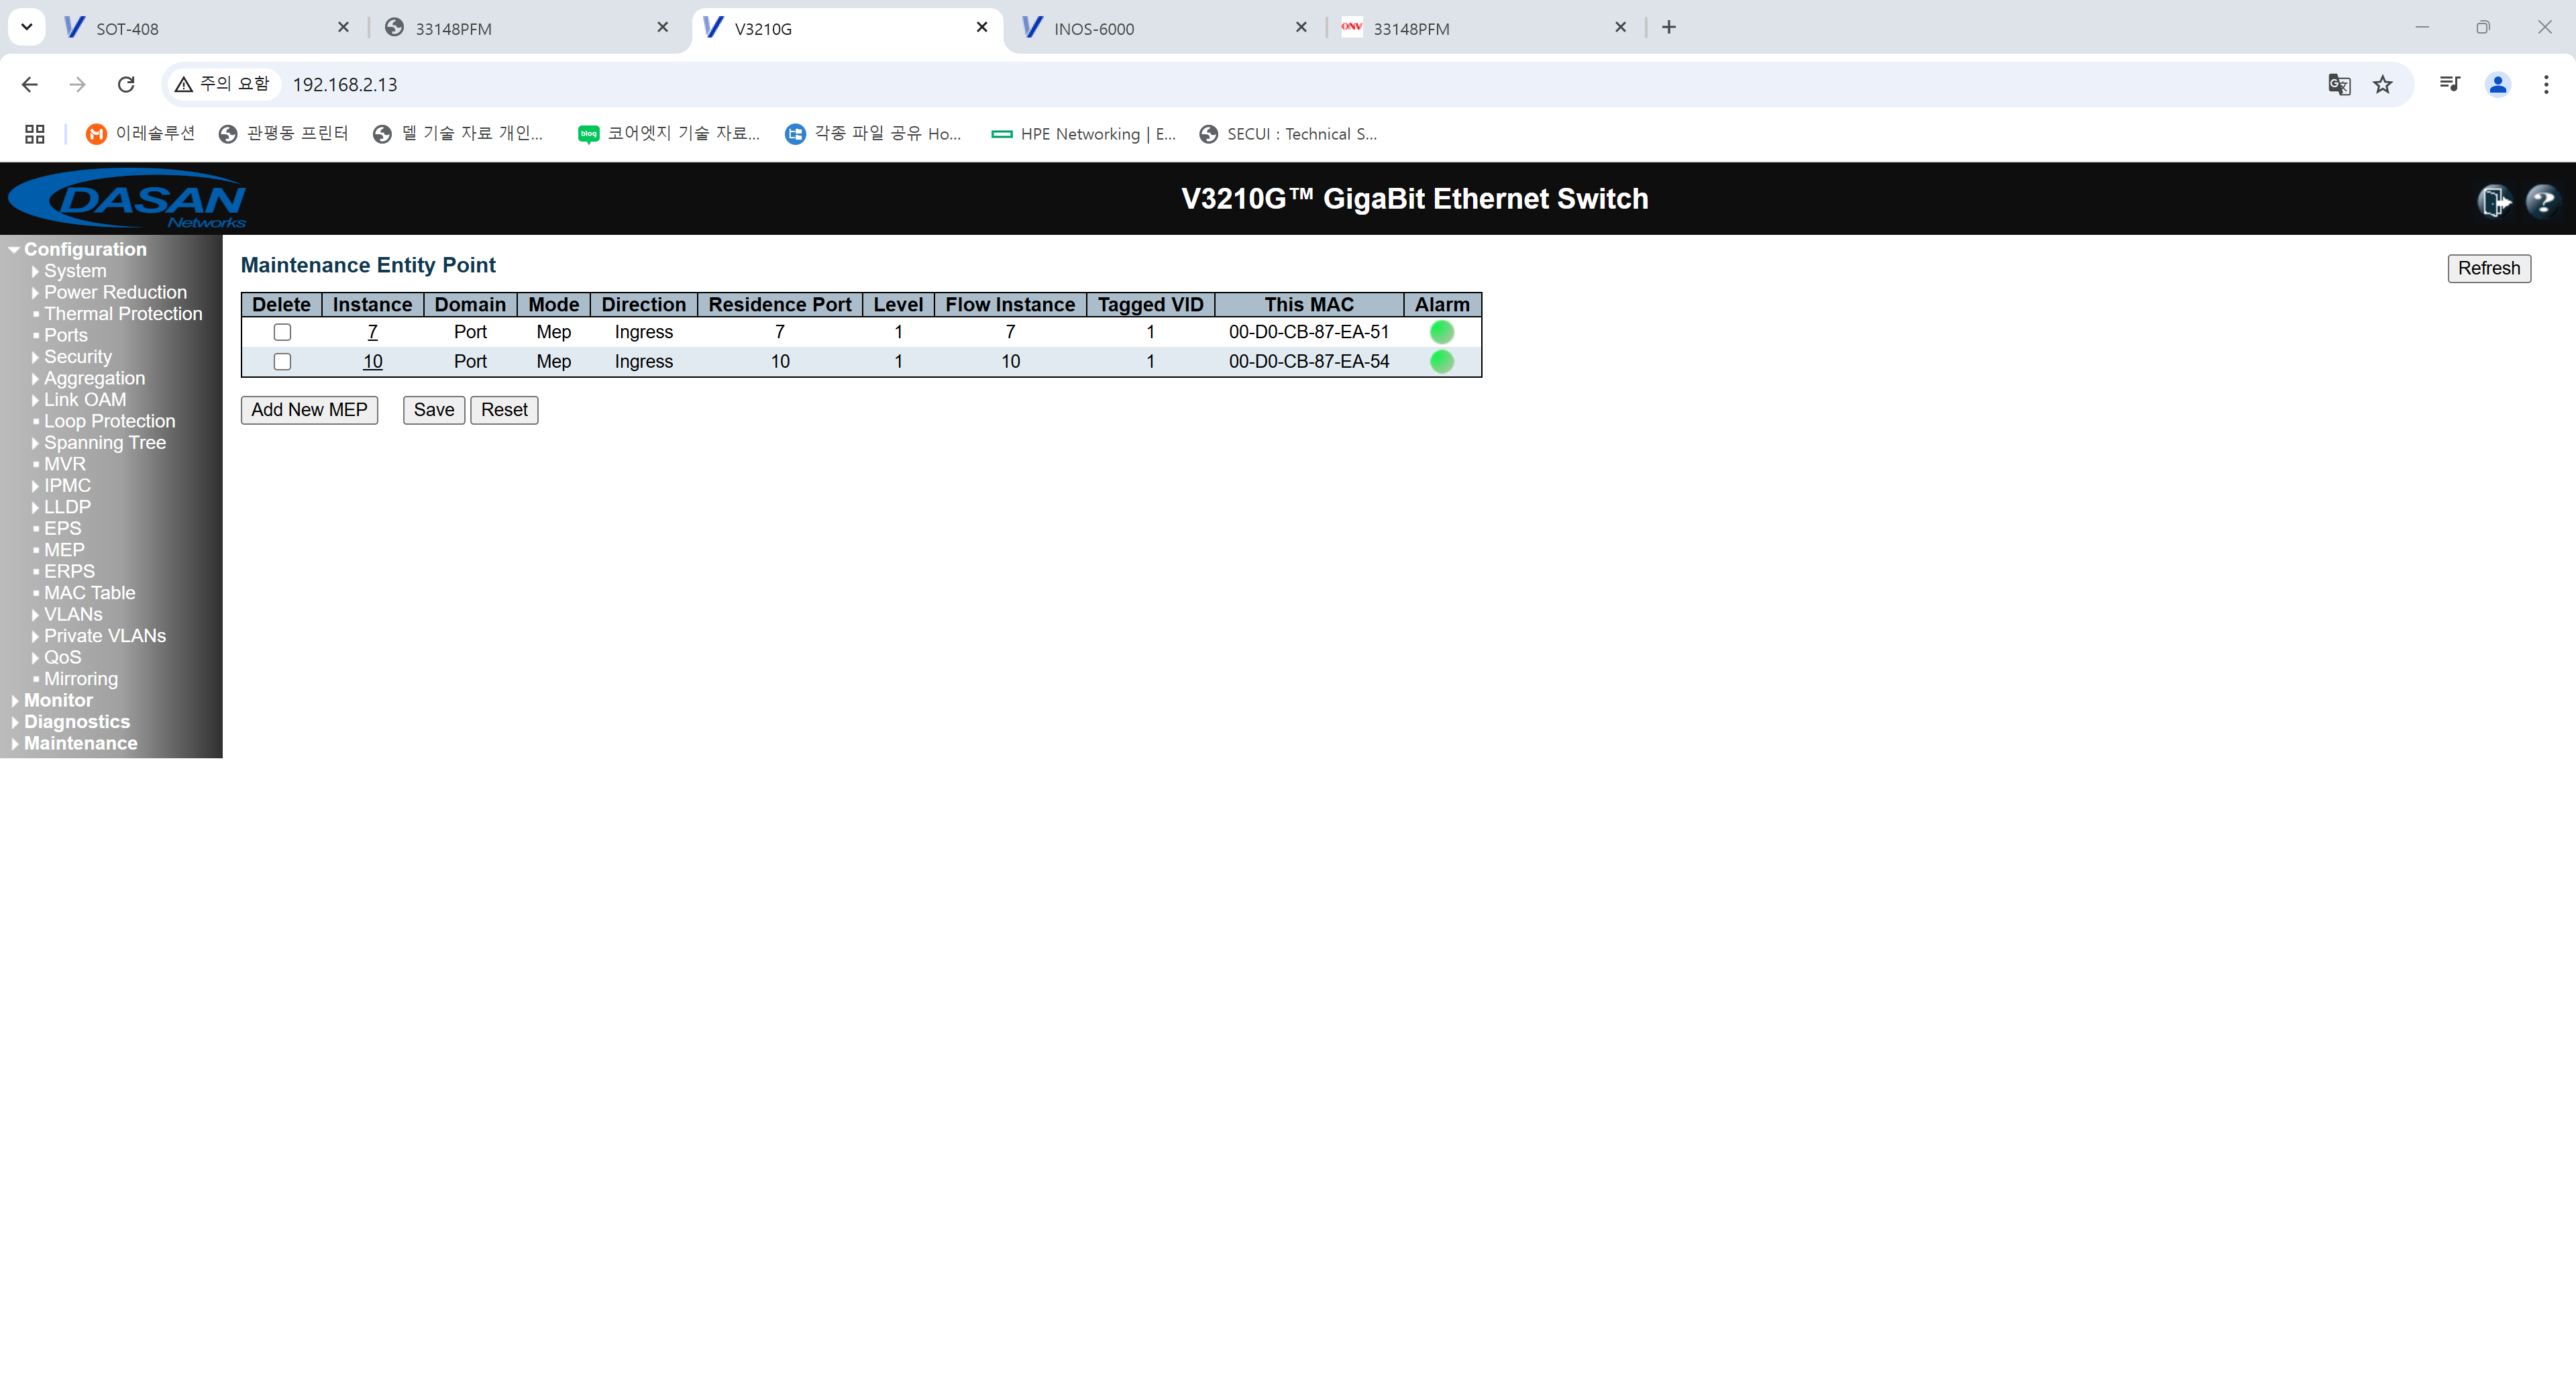 SOT-408
33148PFM
V3210G
INOS-6000
ONV 33148PFM
주의 요함 192.168.2.13
이레솔루션
관평동 프린터
델 기술 자료 개인...
blog 코어엣지 기술 자료...
각종 파일 공유 Ho...
HPE Networking | E...
SECUI : Technical S...
DASAN
Networks
V3210G™ GigaBit Ethernet Switch
Configuration
System
Power Reduction
Thermal Protection
Ports
Security
Aggregation
Link OAM
Loop Protection
Spanning Tree
MVR
IPMC
LLDP
EPS
MEP
ERPS
MAC Table
VLANs
Private VLANs
QoS
Mirroring
Monitor
Diagnostics
Maintenance
Maintenance Entity Point
Refresh
Delete Instance Domain Mode Direction Residence Port Level Flow Instance Tagged VID This MAC Alarm
7 Port Mep Ingress 7 1 7 1 00-D0-CB-87-EA-51
10 Port Mep Ingress 10 1 10 1 00-D0-CB-87-EA-54
Add New MEP Save Reset